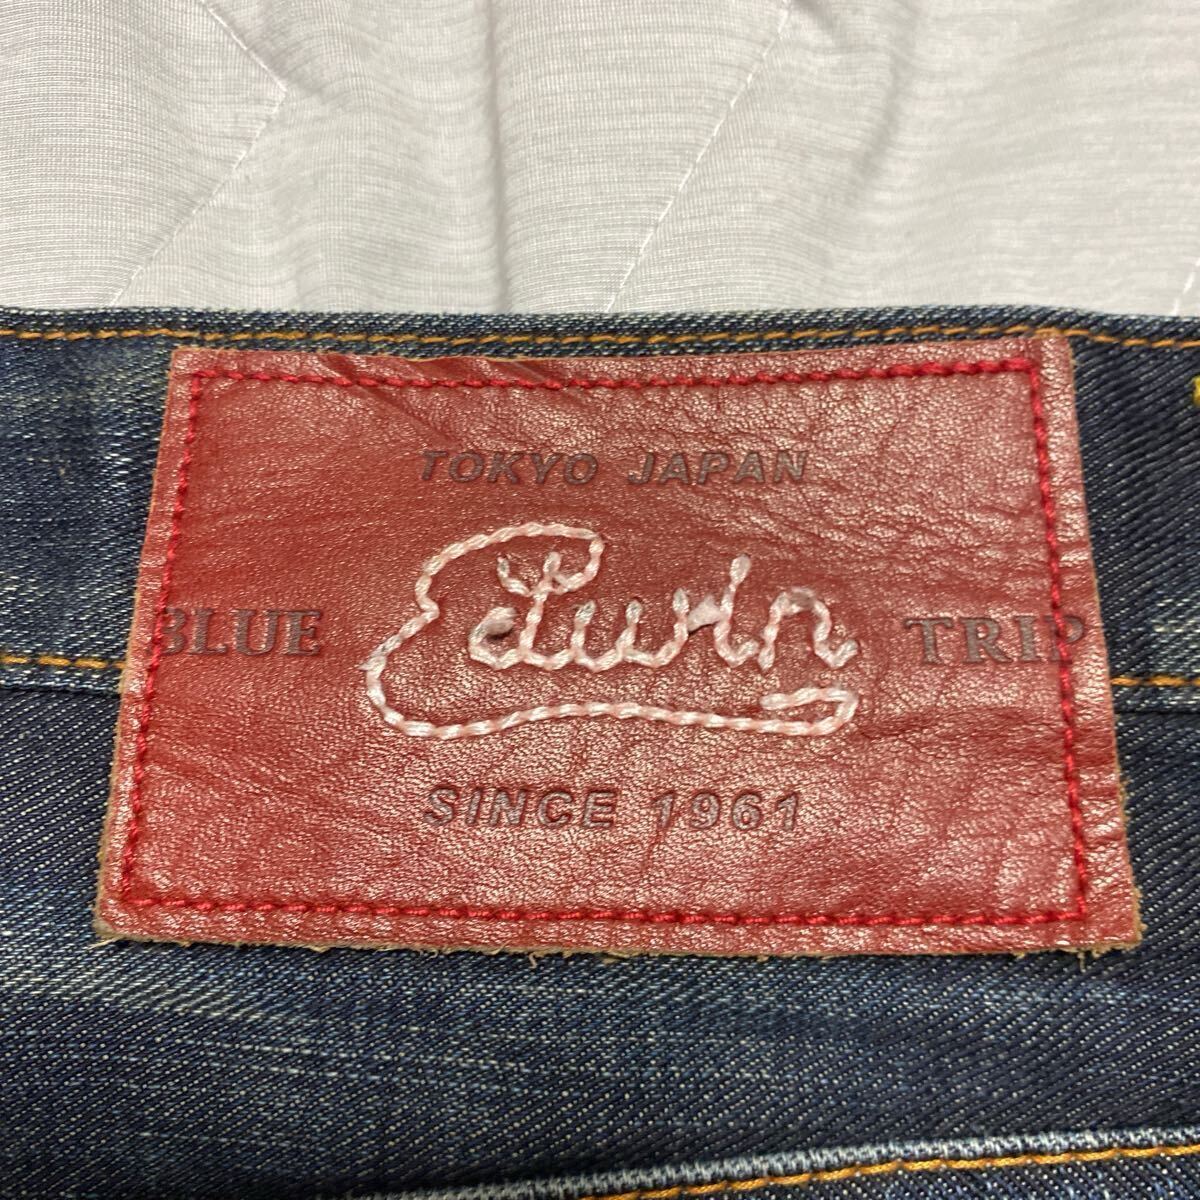 TOKYO JAPAN
Edwin
BLUE TRIP
SINCE 1961